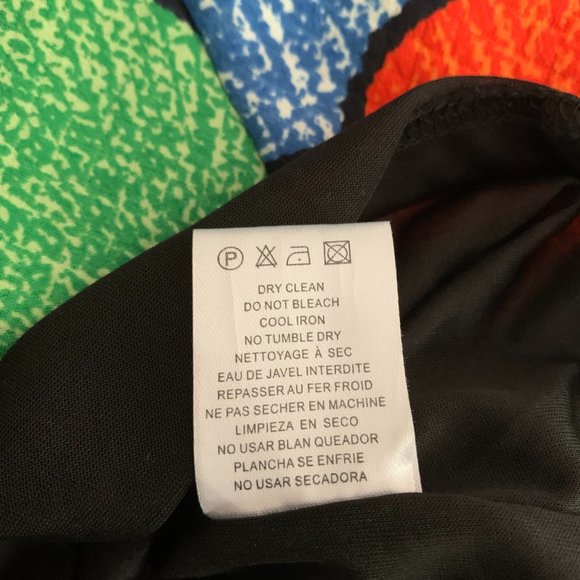 P
DRY CLEAN
DO NOT BLEACH
COOL IRON
NO TUMBLE DRY
NETTOYAGE À SEC
EAU DE JAVEL INTERDITE
REPASSER AU FER FROID
NE PAS SECHER EN MACHINE
LIMPIEZA EN SECO
NO USAR BLAN QUEADOR
PLANCHA SE ENFRIE
NO USAR SECADORA